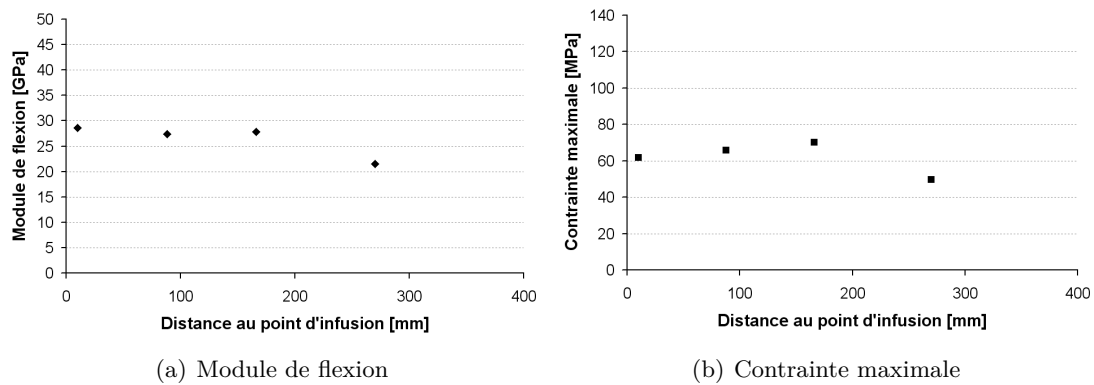 Module de flexion [GPa]
50
45
40
35
30
25
20
15
10
5
0
0 100 200 300 400
Distance au point d'infusion [mm]
(a) Module de flexion
Contrainte maximale [MPa]
140
120
100
80
60
40
20
0
0 100 200 300 400
Distance au point d'infusion [mm]
(b) Contrainte maximale